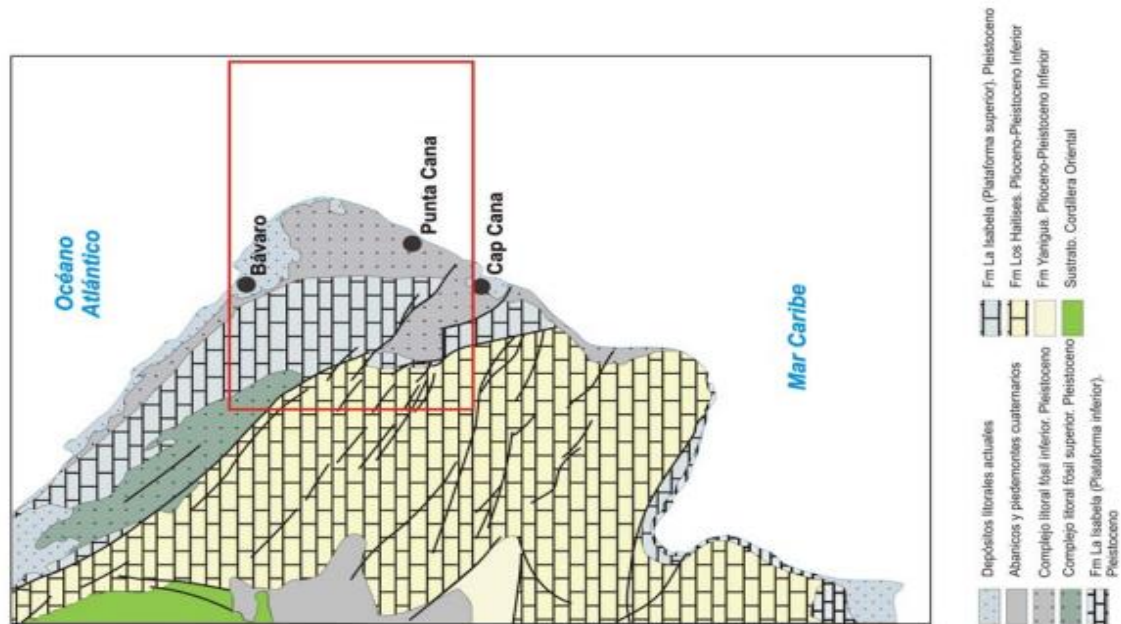 Océano
Atlántico
Bávaro
Punta Cana
Cap Cana
Mar Caribe
Depósitos litorales actuales
Abanicos y piedemontes cuaternarios
Complejo litoral fósil inferior. Pleistoceno
Complejo litoral fósil superior. Pleistoceno
Fm La Isabela (Plataforma inferior).
Pleistoceno
Fm La Isabela (Plataforma superior). Pleistoceno
Fm Los Haitises. Plioceno-Pleistoceno Inferior
Fm Yanigua. Plioceno-Pleistoceno Inferior
Sustrato. Cordillera Oriental